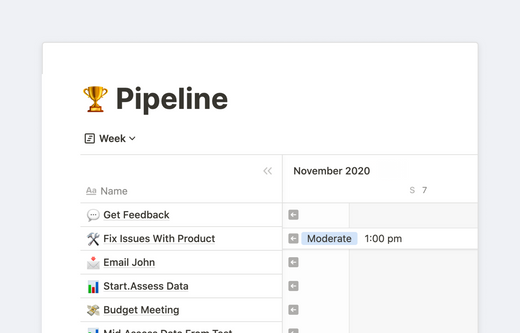 Pipeline
Week
November 2020
Aa Name
S 7
Get Feedback
Fix Issues With Product
Moderate 1:00 pm
Email John
Start.Assess Data
Budget Meeting
Mid-Assess Data From Test